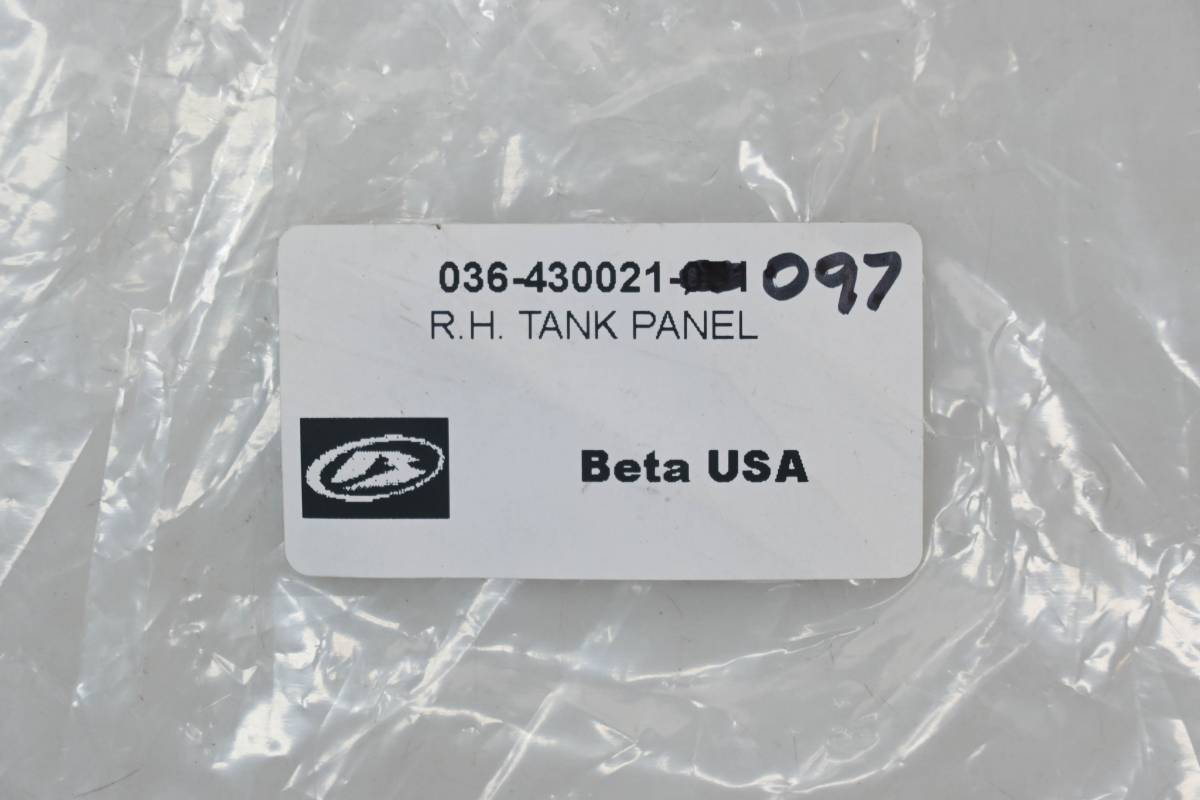 036-430021- 097
R.H. TANK PANEL
Beta USA